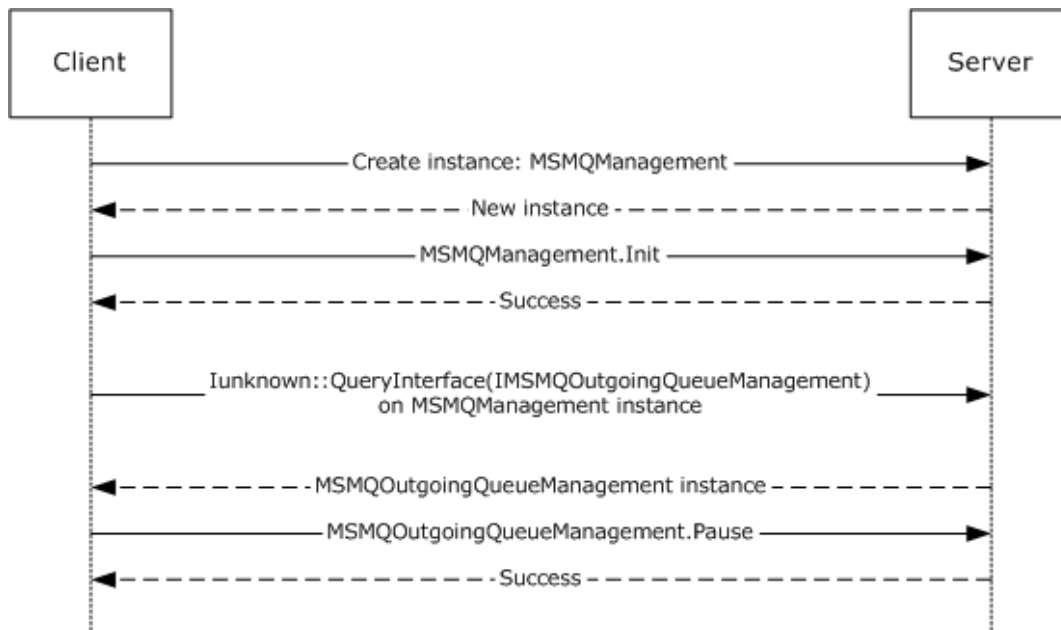 Client
Server
Create instance: MSMQManagement
New instance
MSMQManagement.Init
Success
Iunknown::QueryInterface(IMSMQOutgoingQueueManagement)
on MSMQManagement instance
MSMQOutgoingQueueManagement instance
MSMQOutgoingQueueManagement.Pause
Success